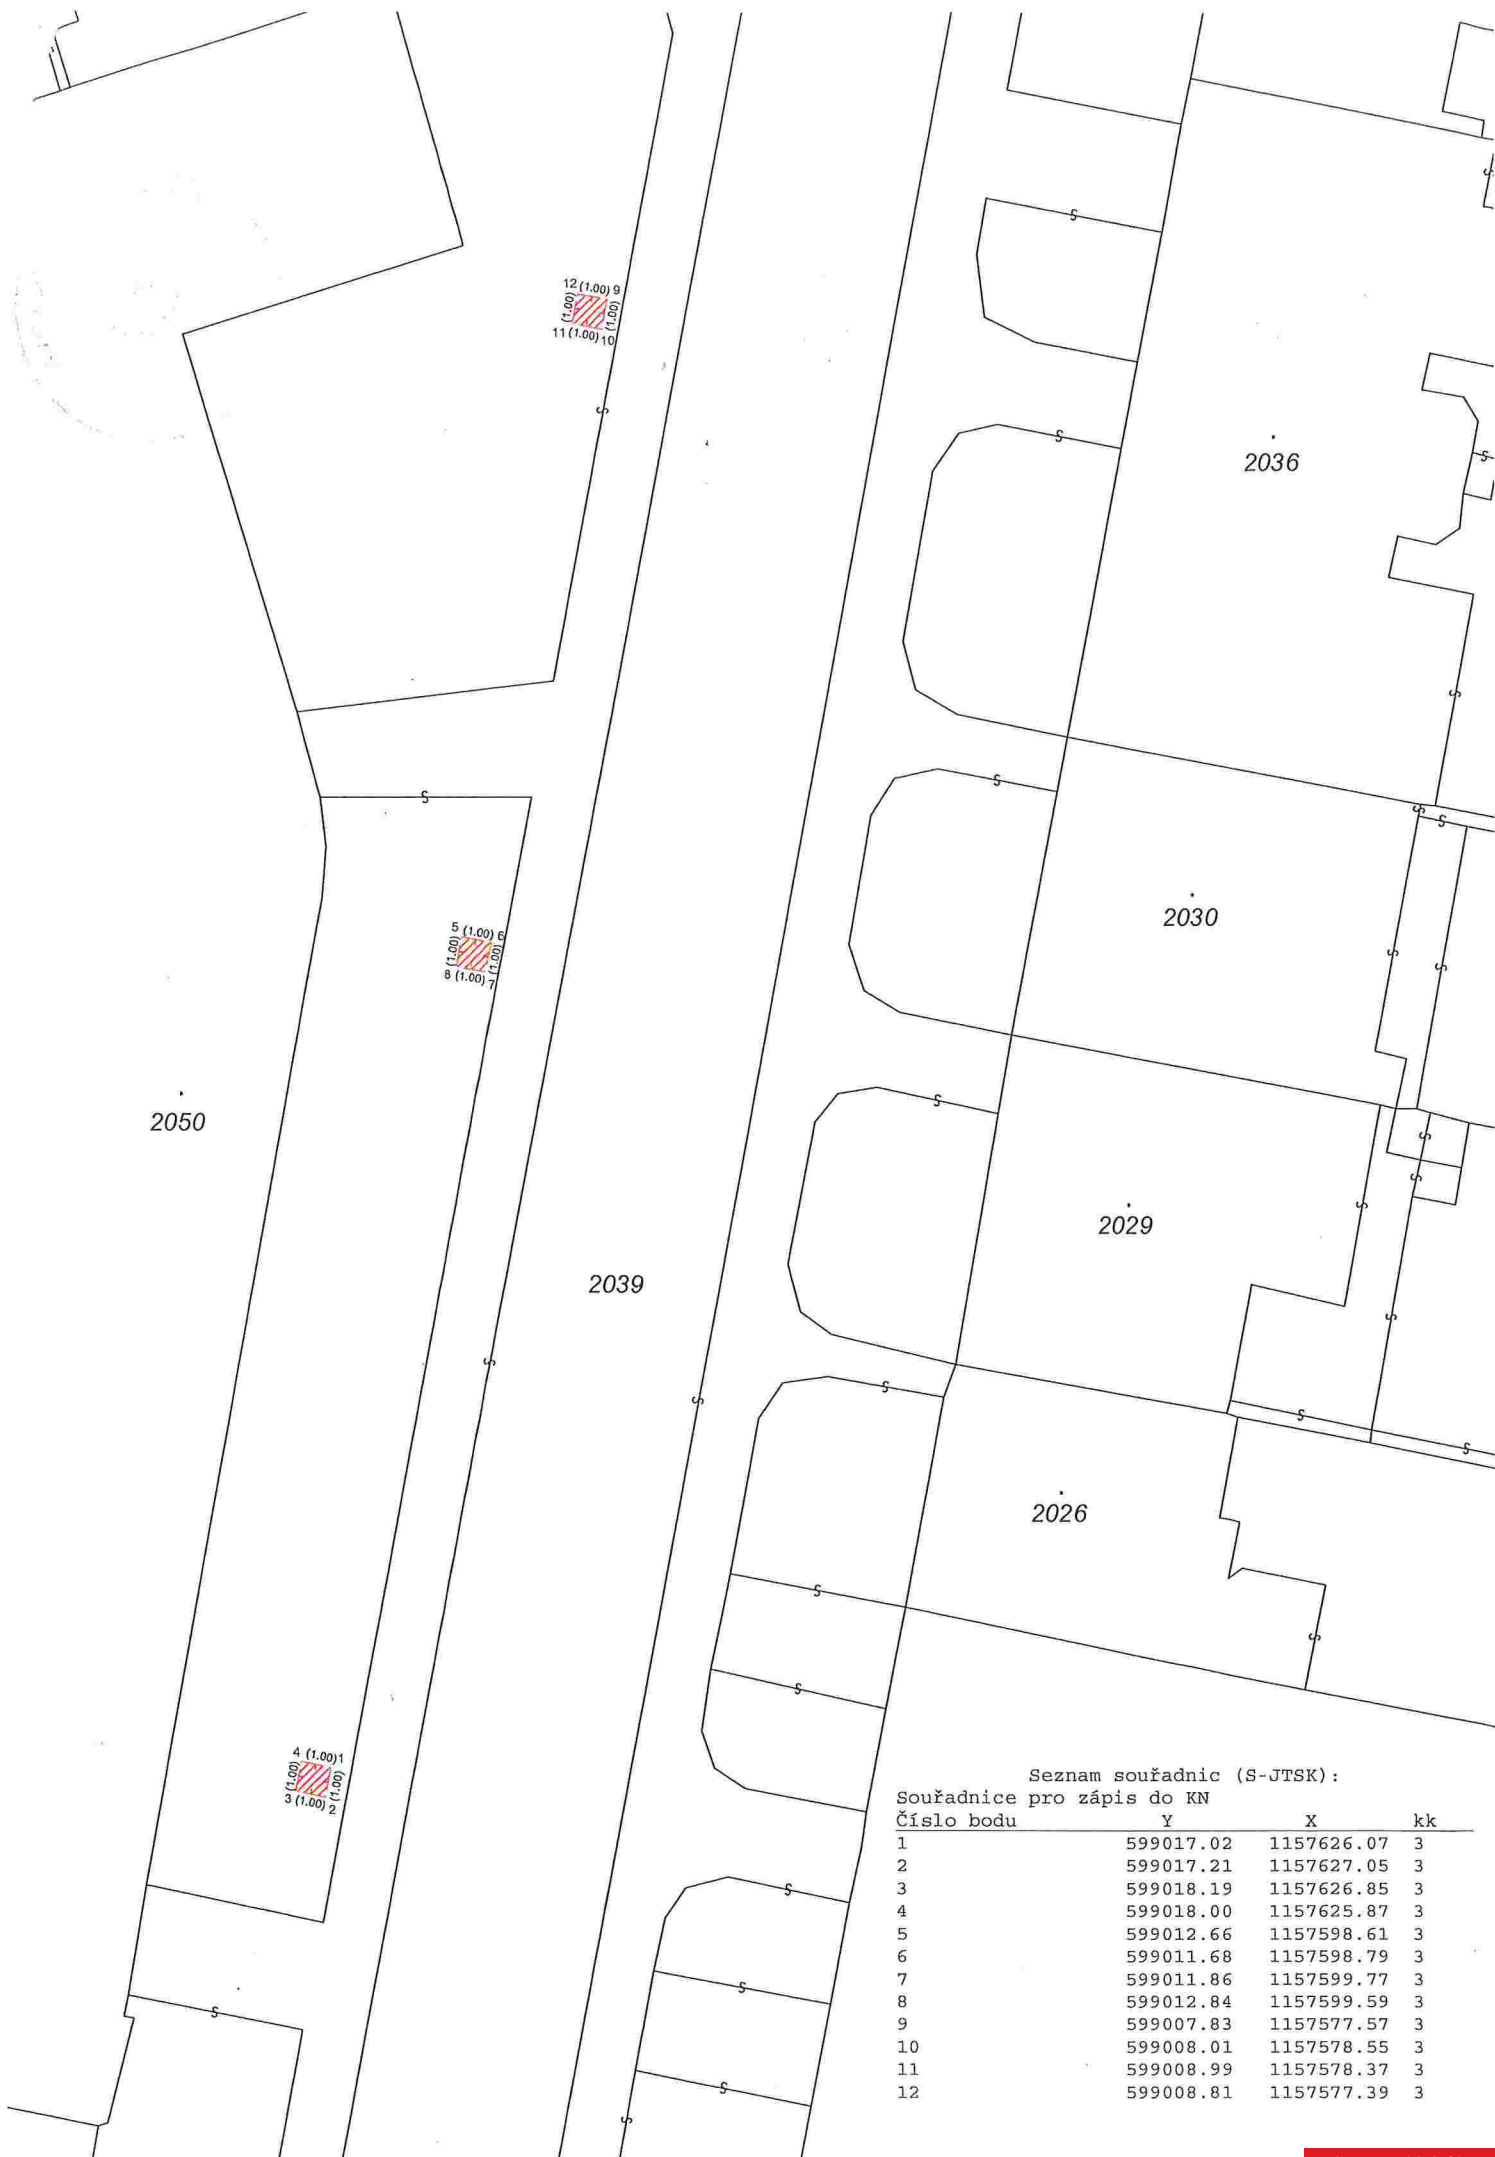 12 (1.00) 9
(1.00)
(1.00)
11 (1.00) 10
2036
5 (1.00) 6
(1.00)
(1.00)
8 (1.00) 7
2030
2050
2029
2039
2026
4 (1.00) 1
(1.00)
(1.00)
3 (1.00) 2
Seznam souřadnic (S-JTSK):
Souřadnice pro zápis do KN
Číslo bodu Y X kk
1 599017.02 1157626.07 3
2 599017.21 1157627.05 3
3 599018.19 1157626.85 3
4 599018.00 1157625.87 3
5 599012.66 1157598.61 3
6 599011.68 1157598.79 3
7 599011.86 1157599.77 3
8 599012.84 1157599.59 3
9 599007.83 1157577.57 3
10 599008.01 1157578.55 3
11 599008.99 1157578.37 3
12 599008.81 1157577.39 3